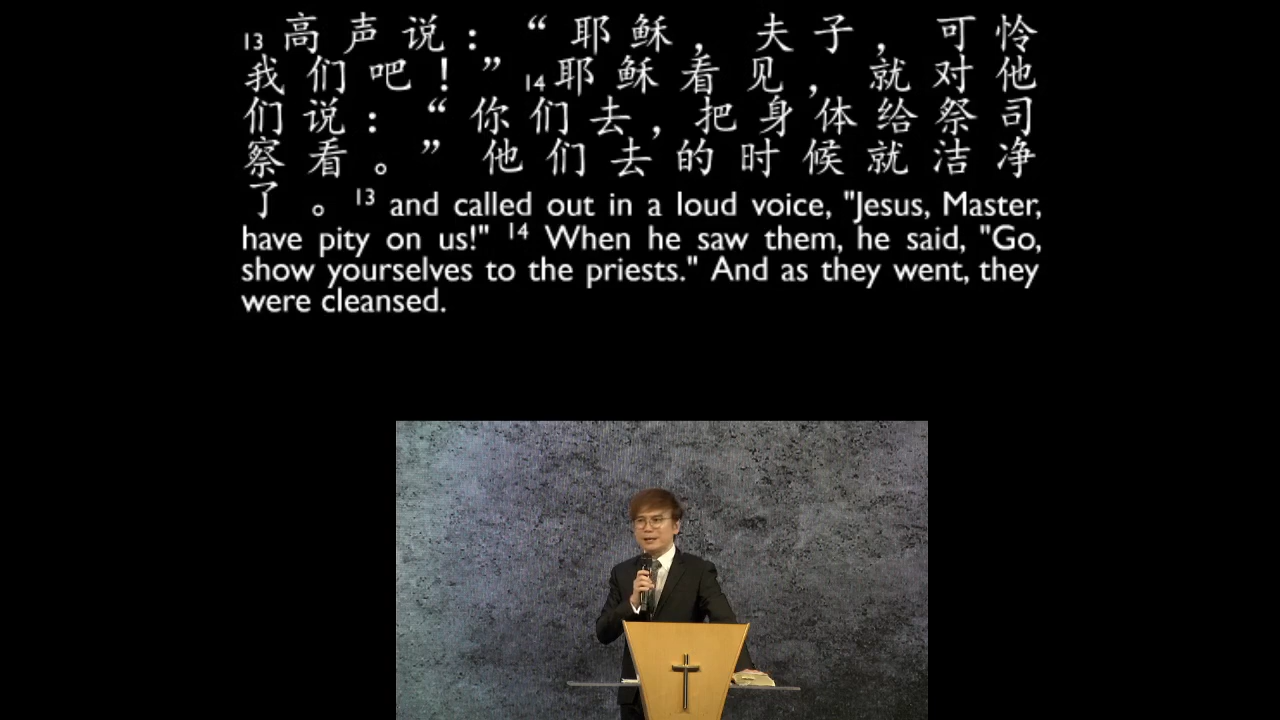 13 高声说：“耶稣，夫子，可怜
我们吧！”14耶稣看见，就对他
们说：“你们去，把身体给祭司
察看。”他们去的时候就洁净
了。13 and called out in a loud voice, "Jesus, Master,
have pity on us!" 14 When he saw them, he said, "Go,
show yourselves to the priests." And as they went, they
were cleansed.